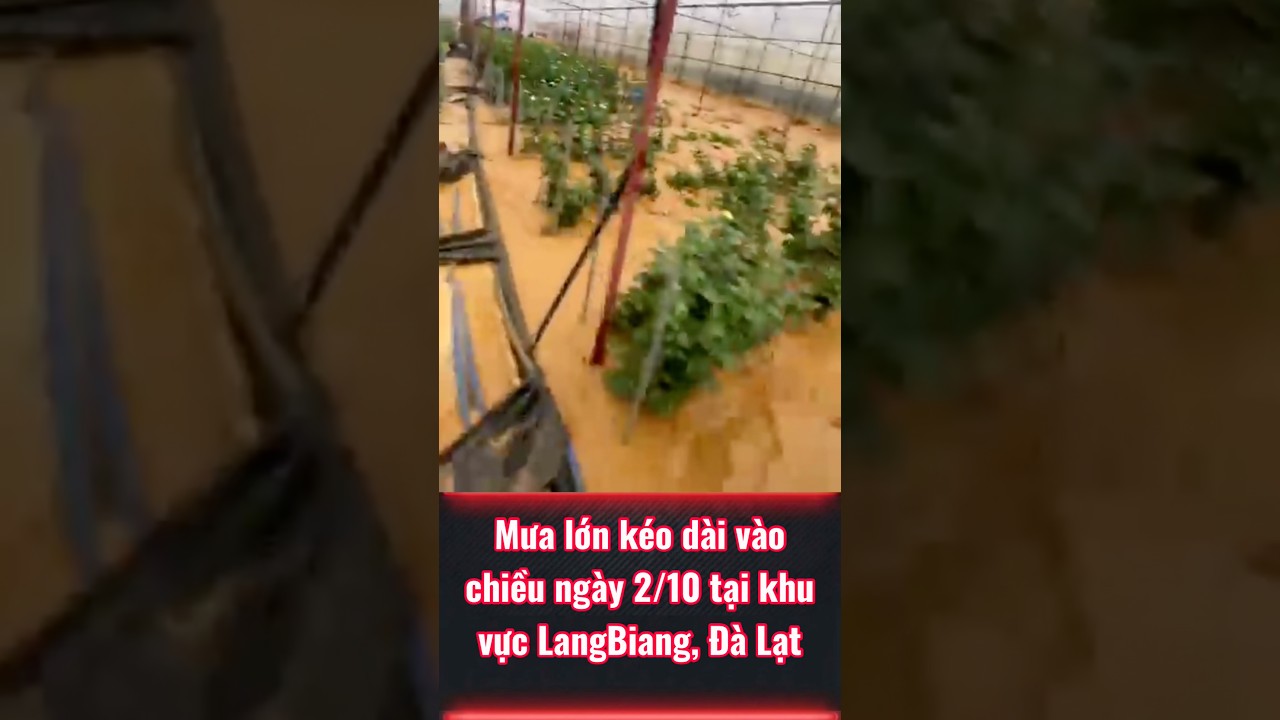 Mưa lớn kéo dài vào
chiều ngày 2/10 tại khu
vực LangBiang, Đà Lạt